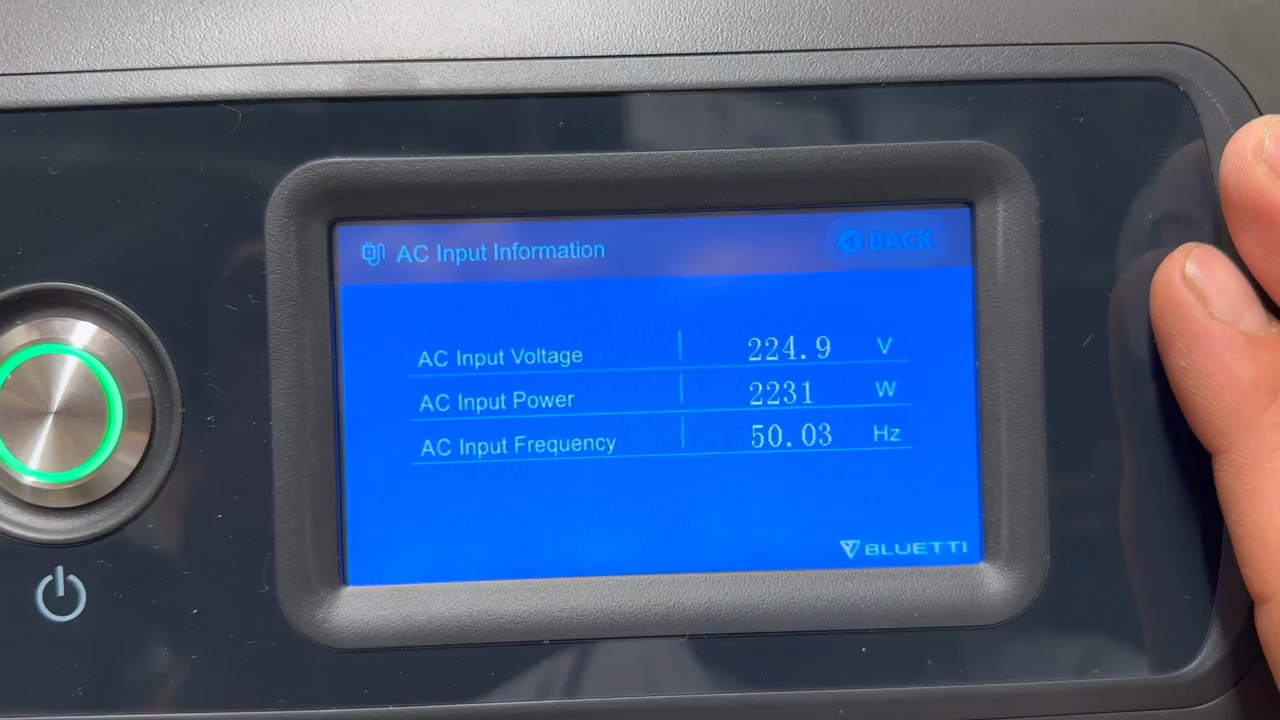 AC Input Information
BACK
AC Input Voltage 224.9 V
AC Input Power 2231 W
AC Input Frequency 50.03 Hz
BLUETTI